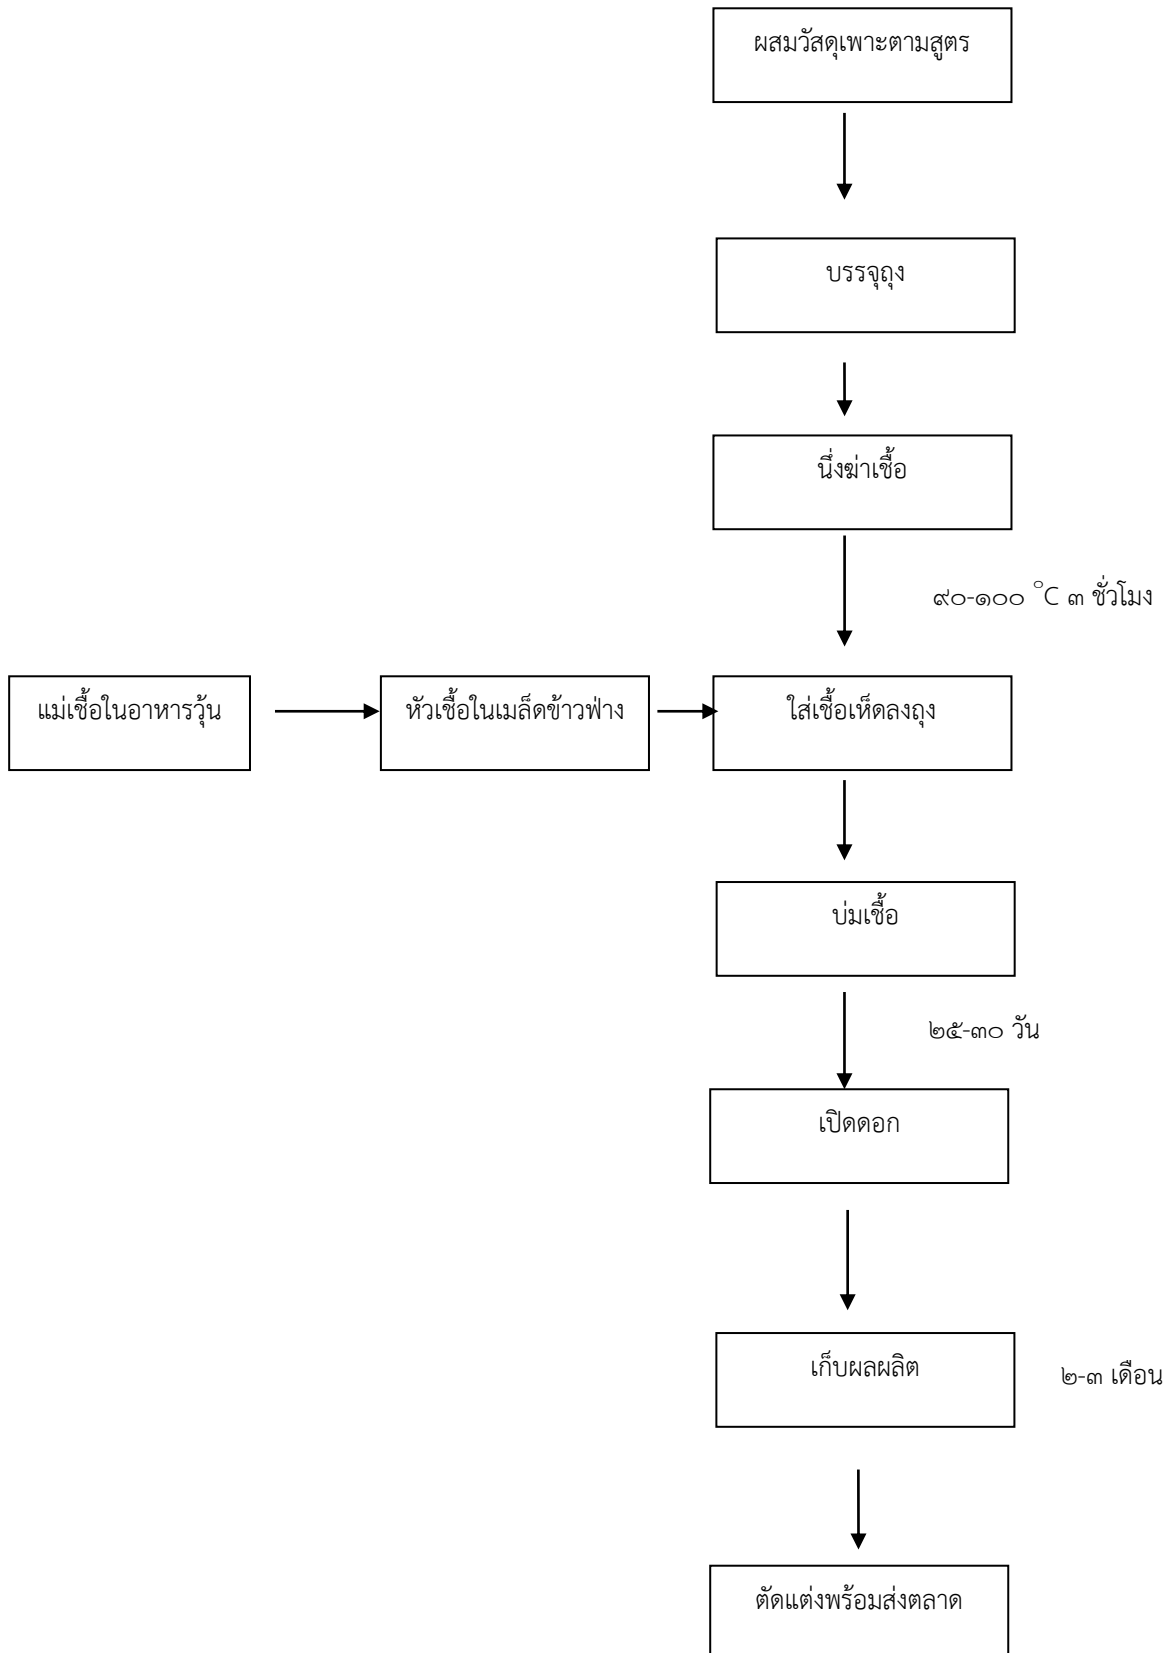 ผสมวัสดุเพาะตามสูตร
บรรจุถุง
นึ่งฆ่าเชื้อ
๙๐-๑๐๐ °C ๓ ชั่วโมง
แม่เชื้อในอาหารวุ้น
หัวเชื้อในเมล็ดข้าวฟ่าง
ใส่เชื้อเห็ดลงถุง
บ่มเชื้อ
๒๕-๓๐ วัน
เปิดดอก
เก็บผลผลิต
๒-๓ เดือน
ตัดแต่งพร้อมส่งตลาด